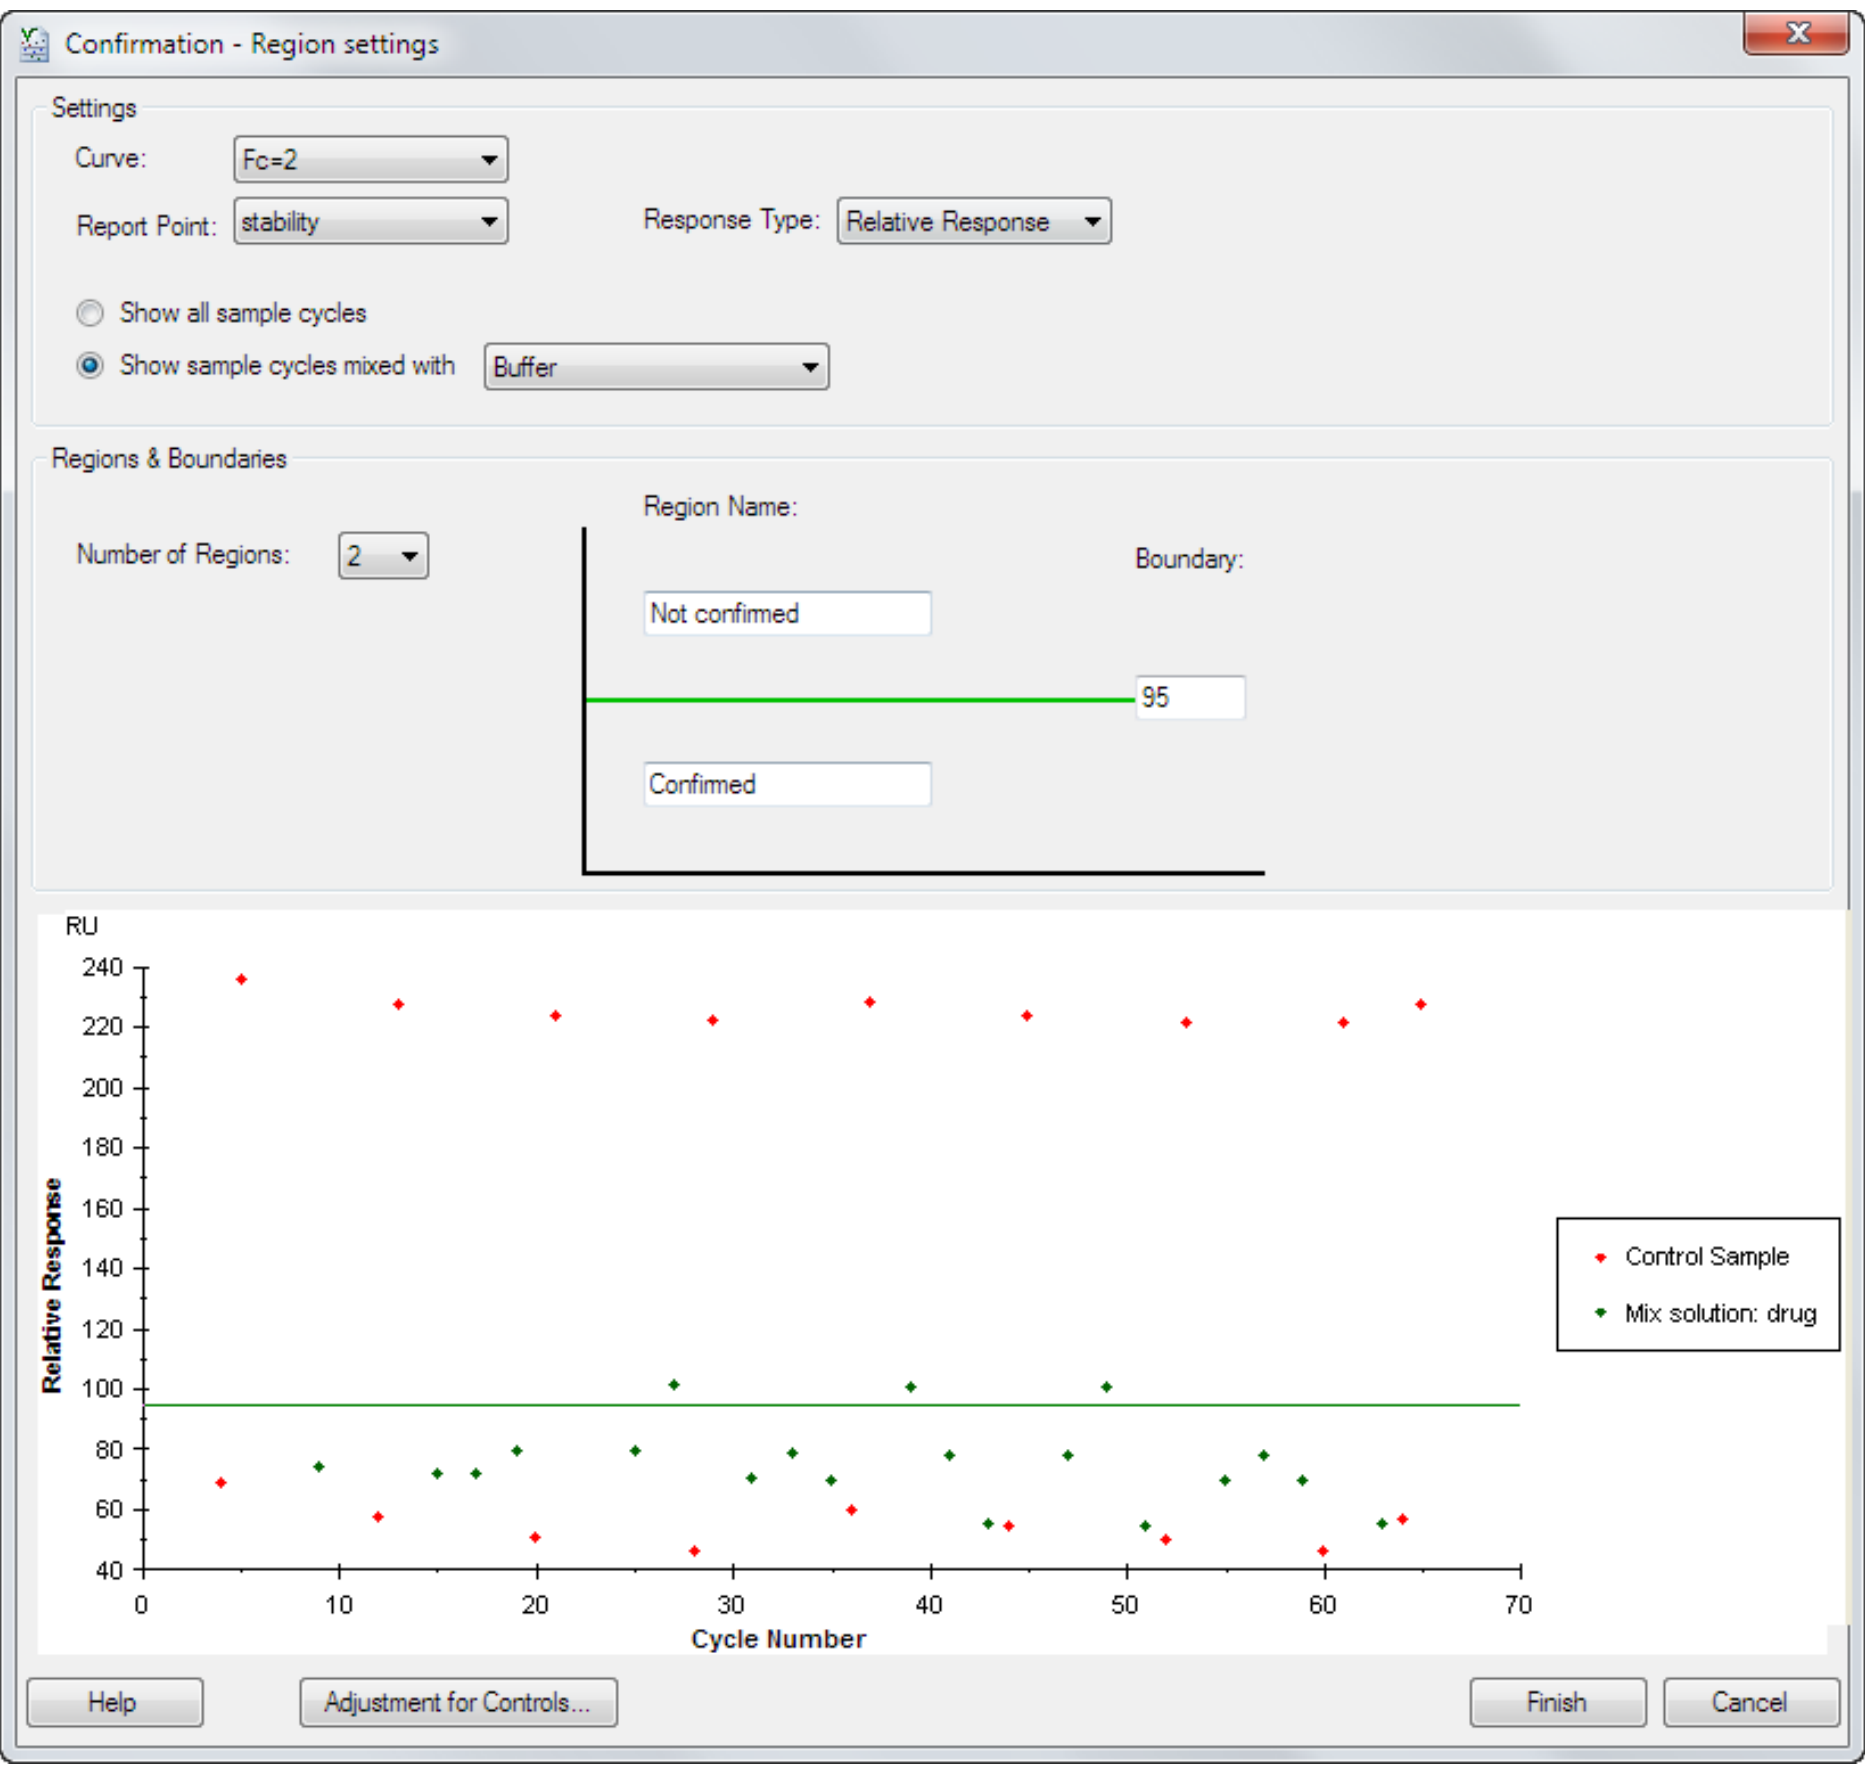 Confirmation - Region settings
Settings
Curve: Fc=2
Report Point: stability Response Type: Relative Response
Show all sample cycles
Show sample cycles mixed with Buffer
Regions & Boundaries
Region Name:
Number of Regions: 2 Boundary:
Not confirmed
95
Confirmed
RU
240
220
200
180
160
140
120
100
80
60
40
Relative Response
0 10 20 30 40 50 60 70
Cycle Number
Control Sample
Mix solution: drug
Help Adjustment for Controls... Finish Cancel